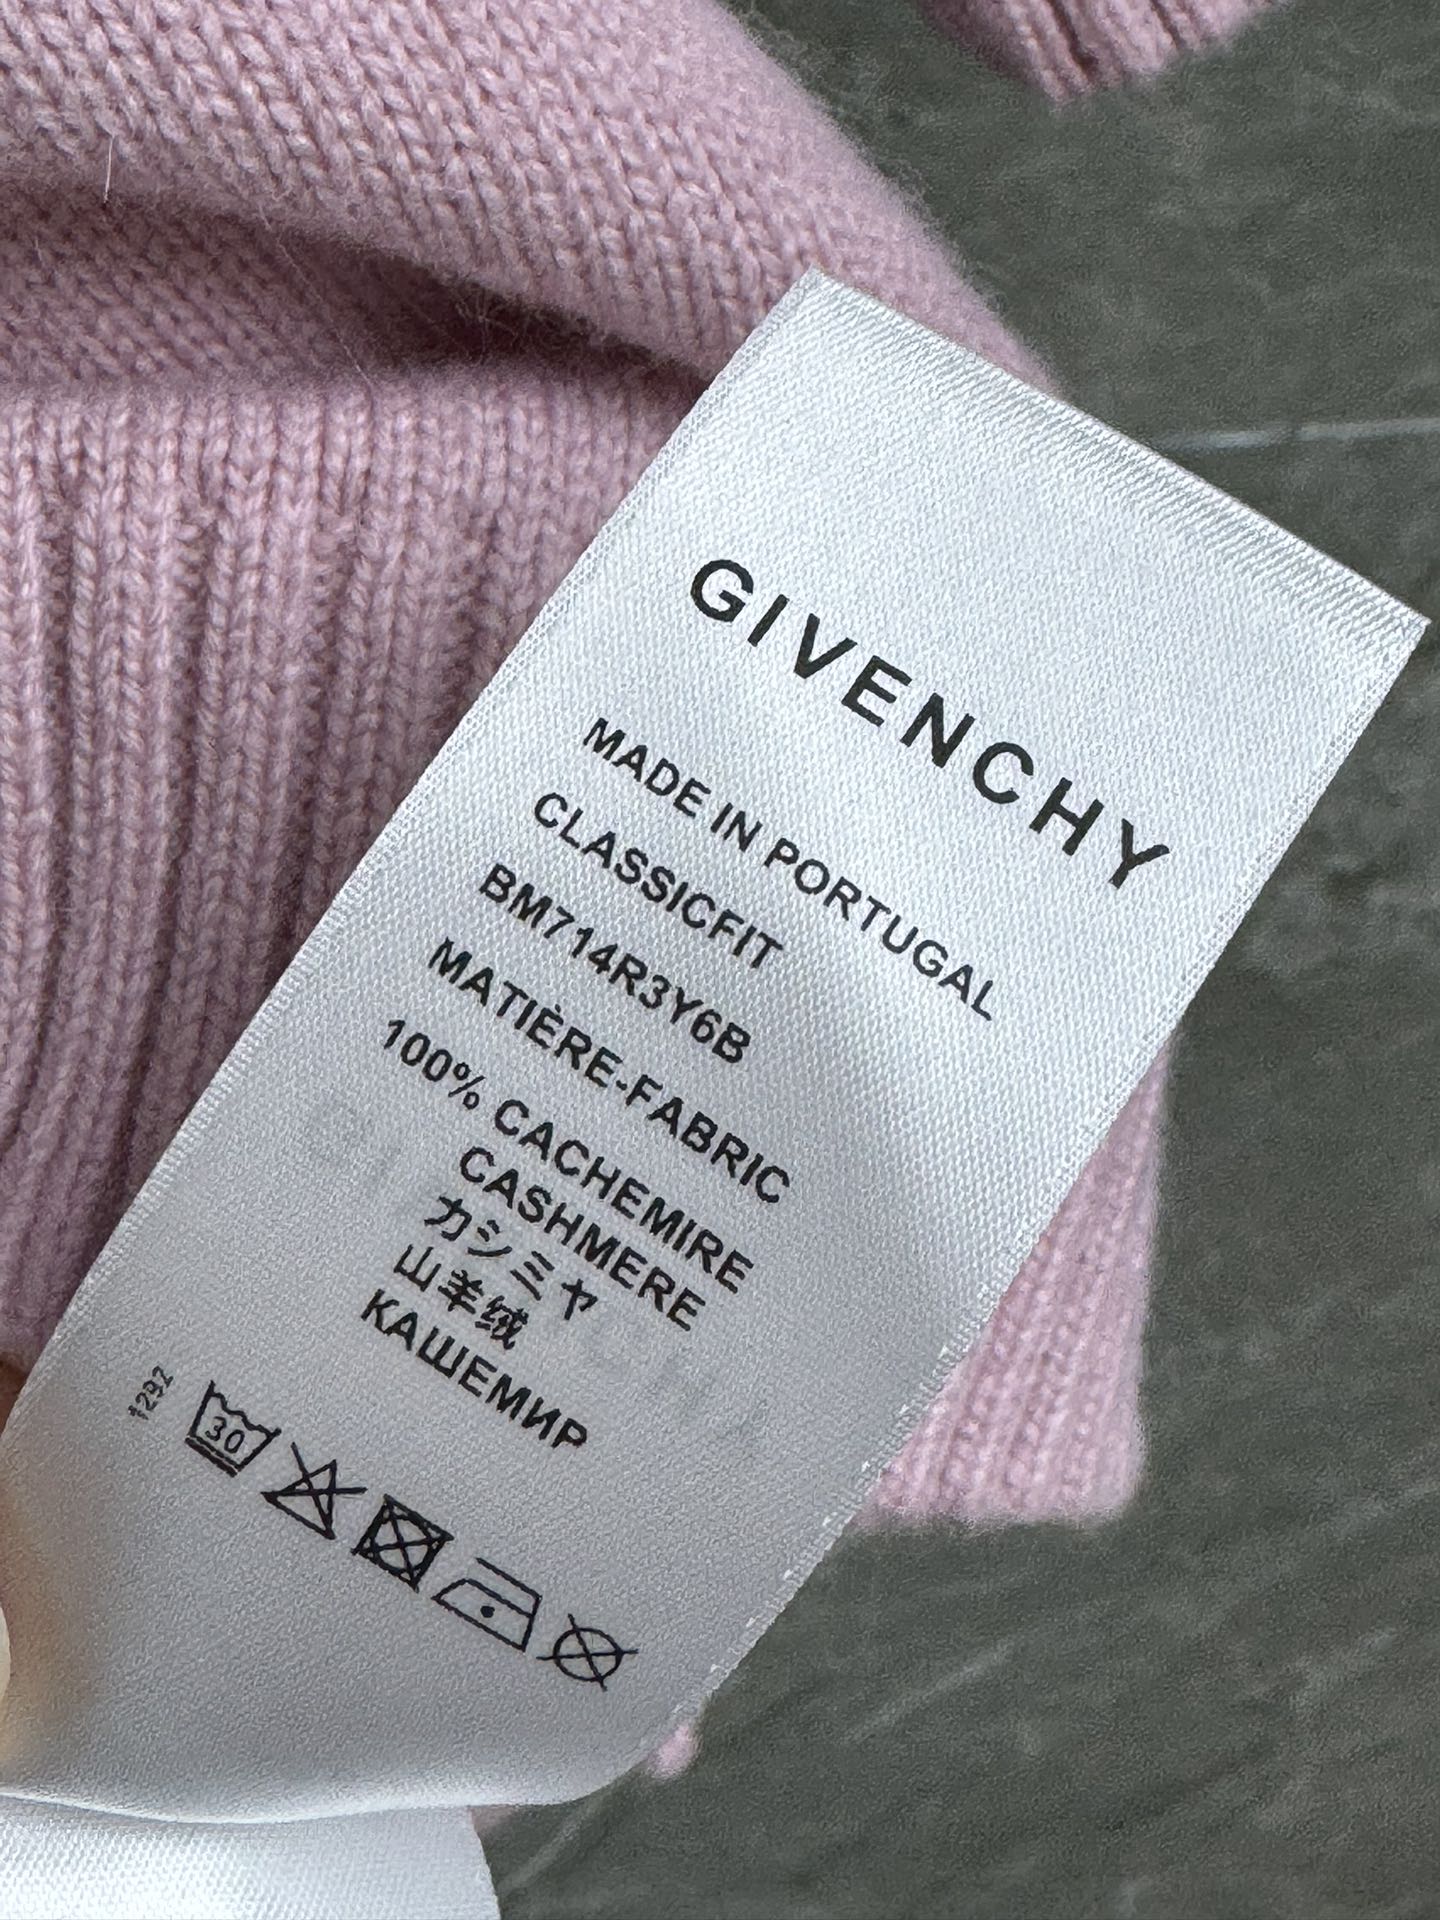 GIVENCHY
MADE IN PORTUGAL
CLASSICFIT
BM714R3Y6B
MATIÈRE-FABRIC
100% CACHEMIRE
CASHMERE
カシミヤ
山羊绒
КАШЕМИР
1292
30